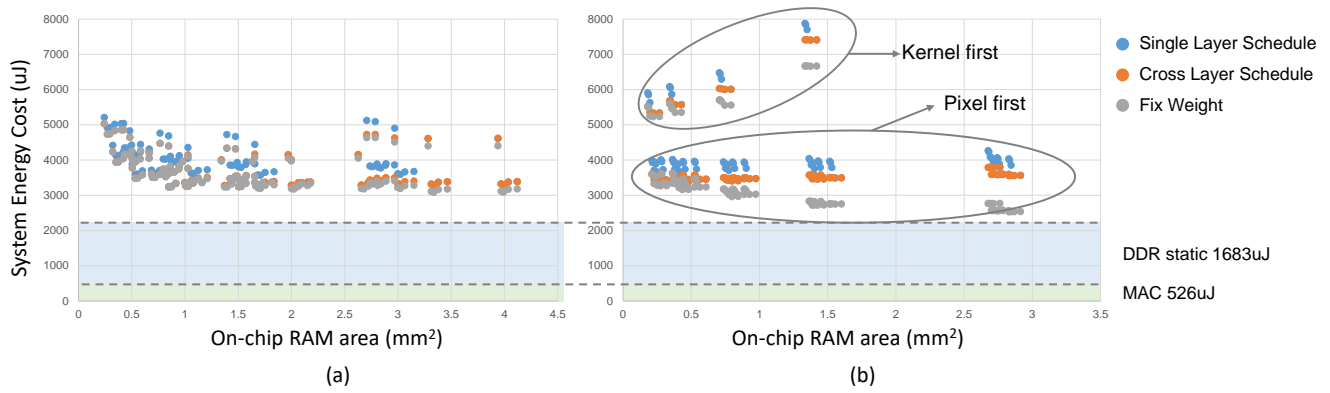 System Energy Cost (uJ)
8000
7000
6000
5000
4000
3000
2000
1000
0
0 0.5 1 1.5 2 2.5 3 3.5 4 4.5
On-chip RAM area (mm²)
(a)
8000
7000
6000
5000
4000
3000
2000
1000
0
0 0.5 1 1.5 2 2.5 3 3.5
On-chip RAM area (mm²)
(b)
Kernel first
Pixel first
Single Layer Schedule
Cross Layer Schedule
Fix Weight
DDR static 1683uJ
MAC 526uJ